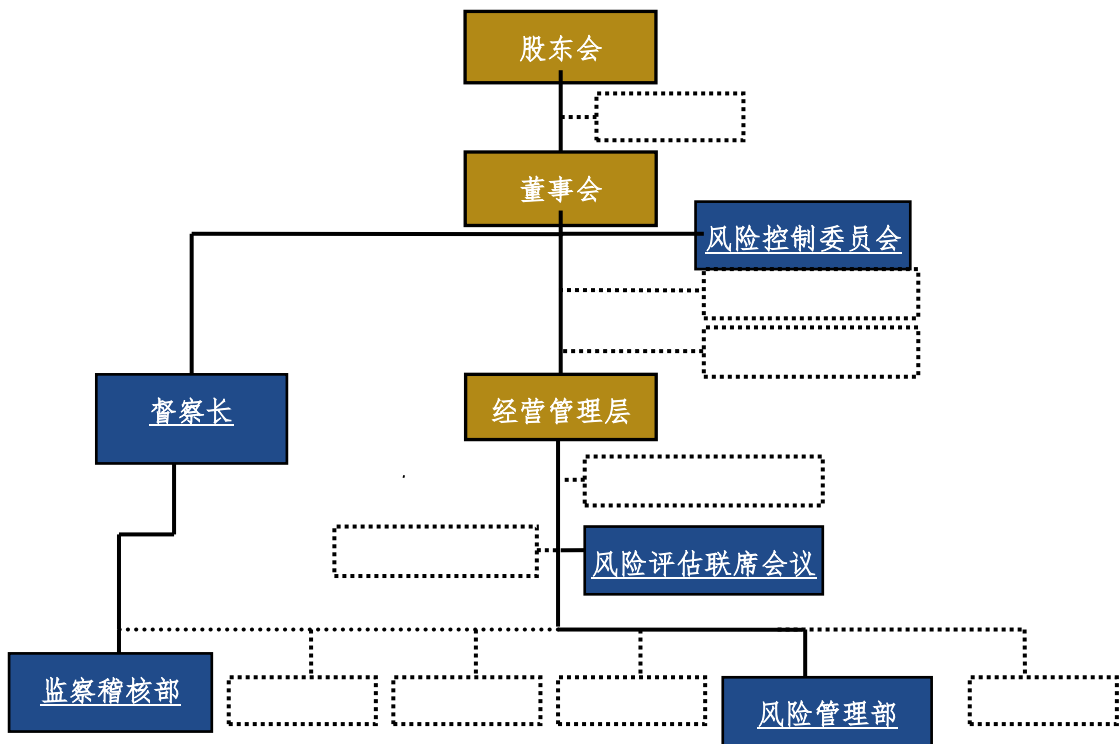 股东会
董事会
风险控制委员会
督察长
经营管理层
风险评估联席会议
监察稽核部
风险管理部